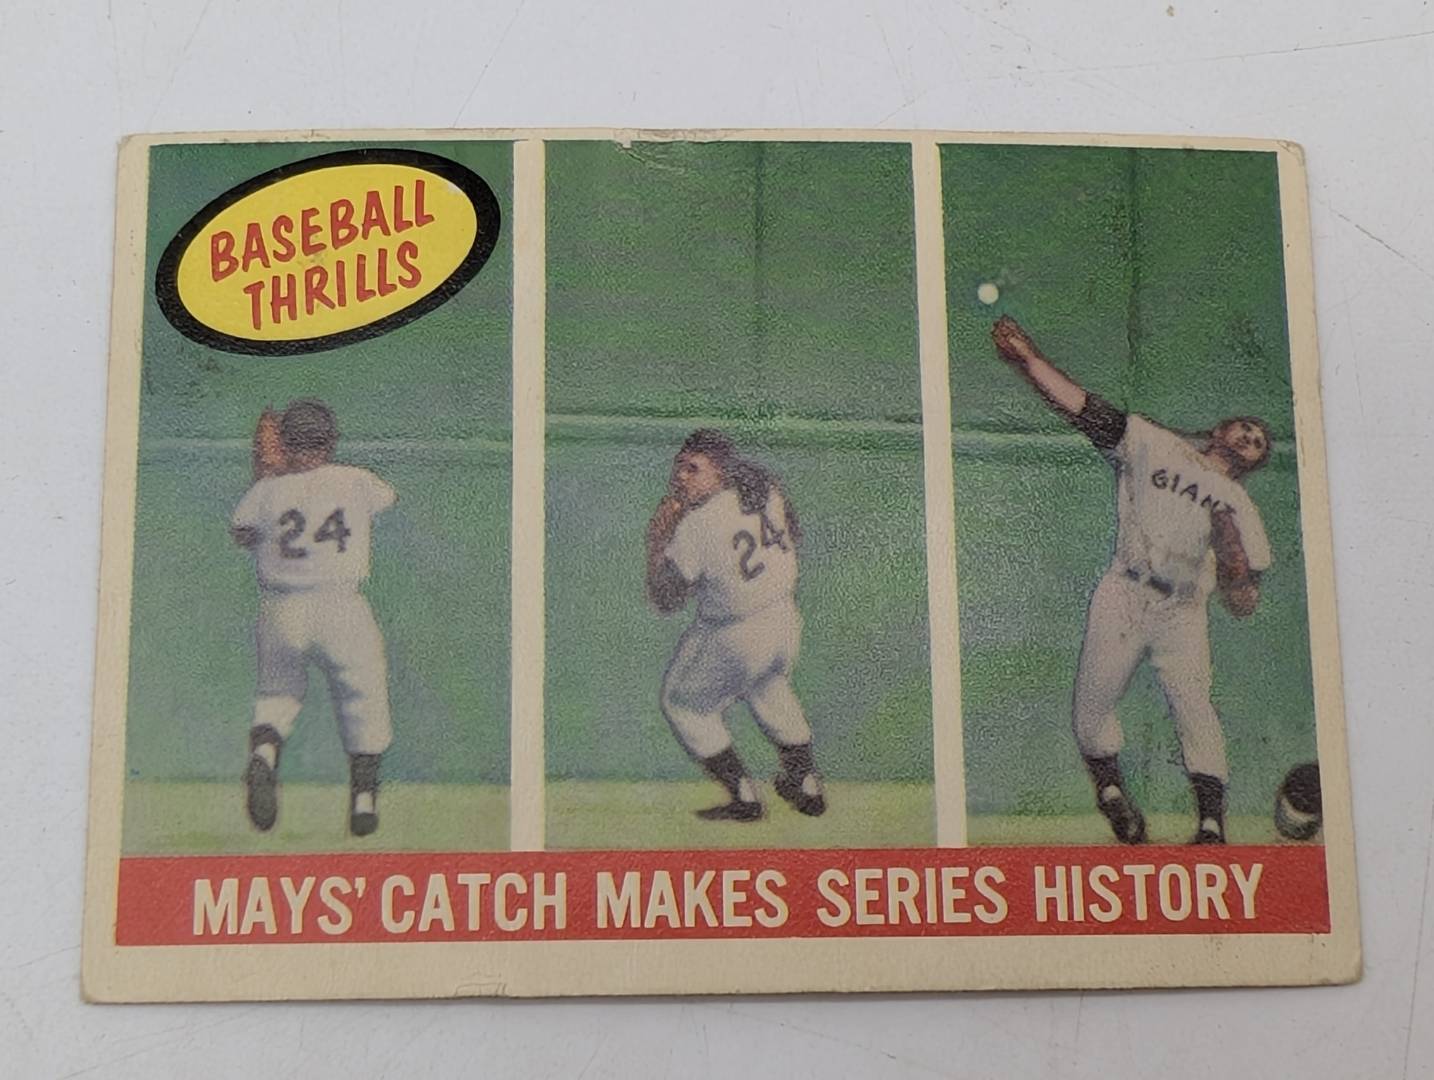 BASEBALL
THRILLS
24
24
GIANT
MAYS' CATCH MAKES SERIES HISTORY